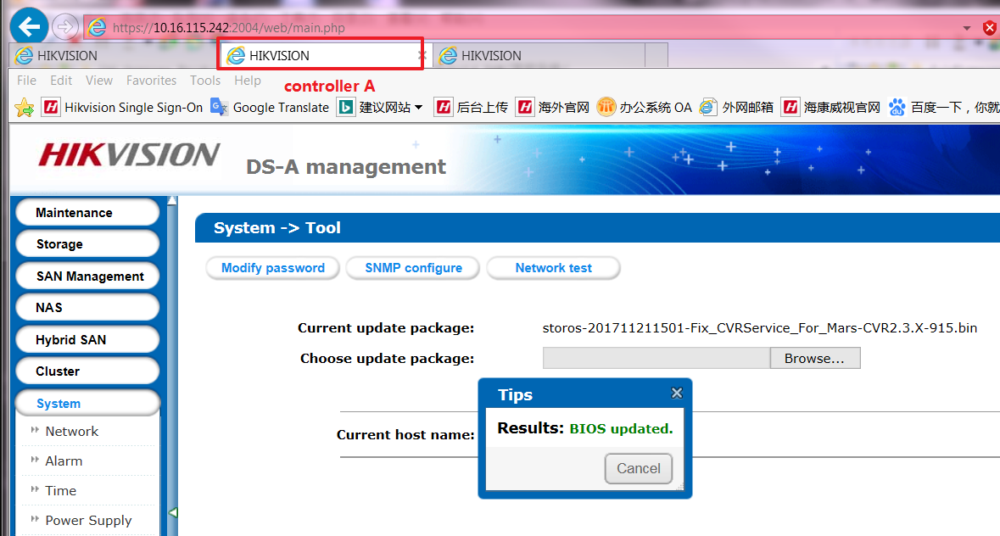 https://10.16.115.242:2004/web/main.php
HIKVISION HIKVISION HIKVISION
File Edit View Favorites Tools Help
controller A
Hikvision Single Sign-On Google Translate 建议网站 后台上传 海外官网 办公系统 OA 外网邮箱 海康威视官网 百度一下，你就
HIKVISION DS-A management
Maintenance
Storage
SAN Management
NAS
Hybrid SAN
Cluster
System
Network
Alarm
Time
Power Supply
System -> Tool
Modify password SNMP configure Network test
Current update package: storos-201711211501-Fix_CVRService_For_Mars-CVR2.3.X-915.bin
Choose update package: Browse...
Current host name:
Tips
Results: BIOS updated.
Cancel